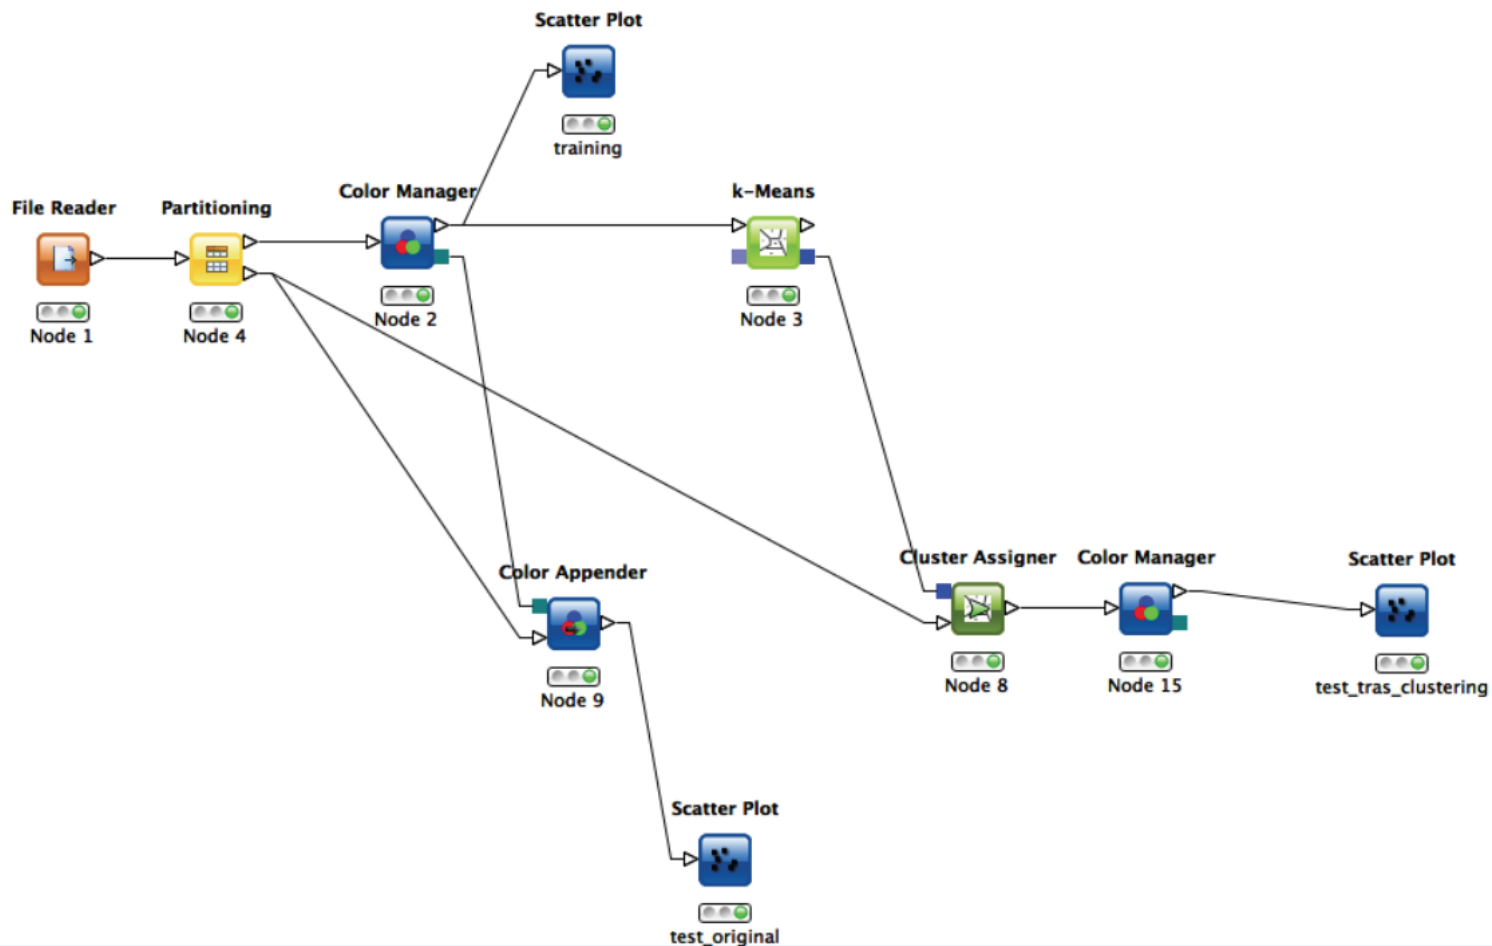 Scatter Plot
training
Color Manager
k-Means
File Reader
Partitioning
Node 2
Node 3
Node 1
Node 4
Cluster Assigner
Color Manager
Scatter Plot
Color Appender
Node 8
Node 15
test_tras_clustering
Node 9
Scatter Plot
test_original